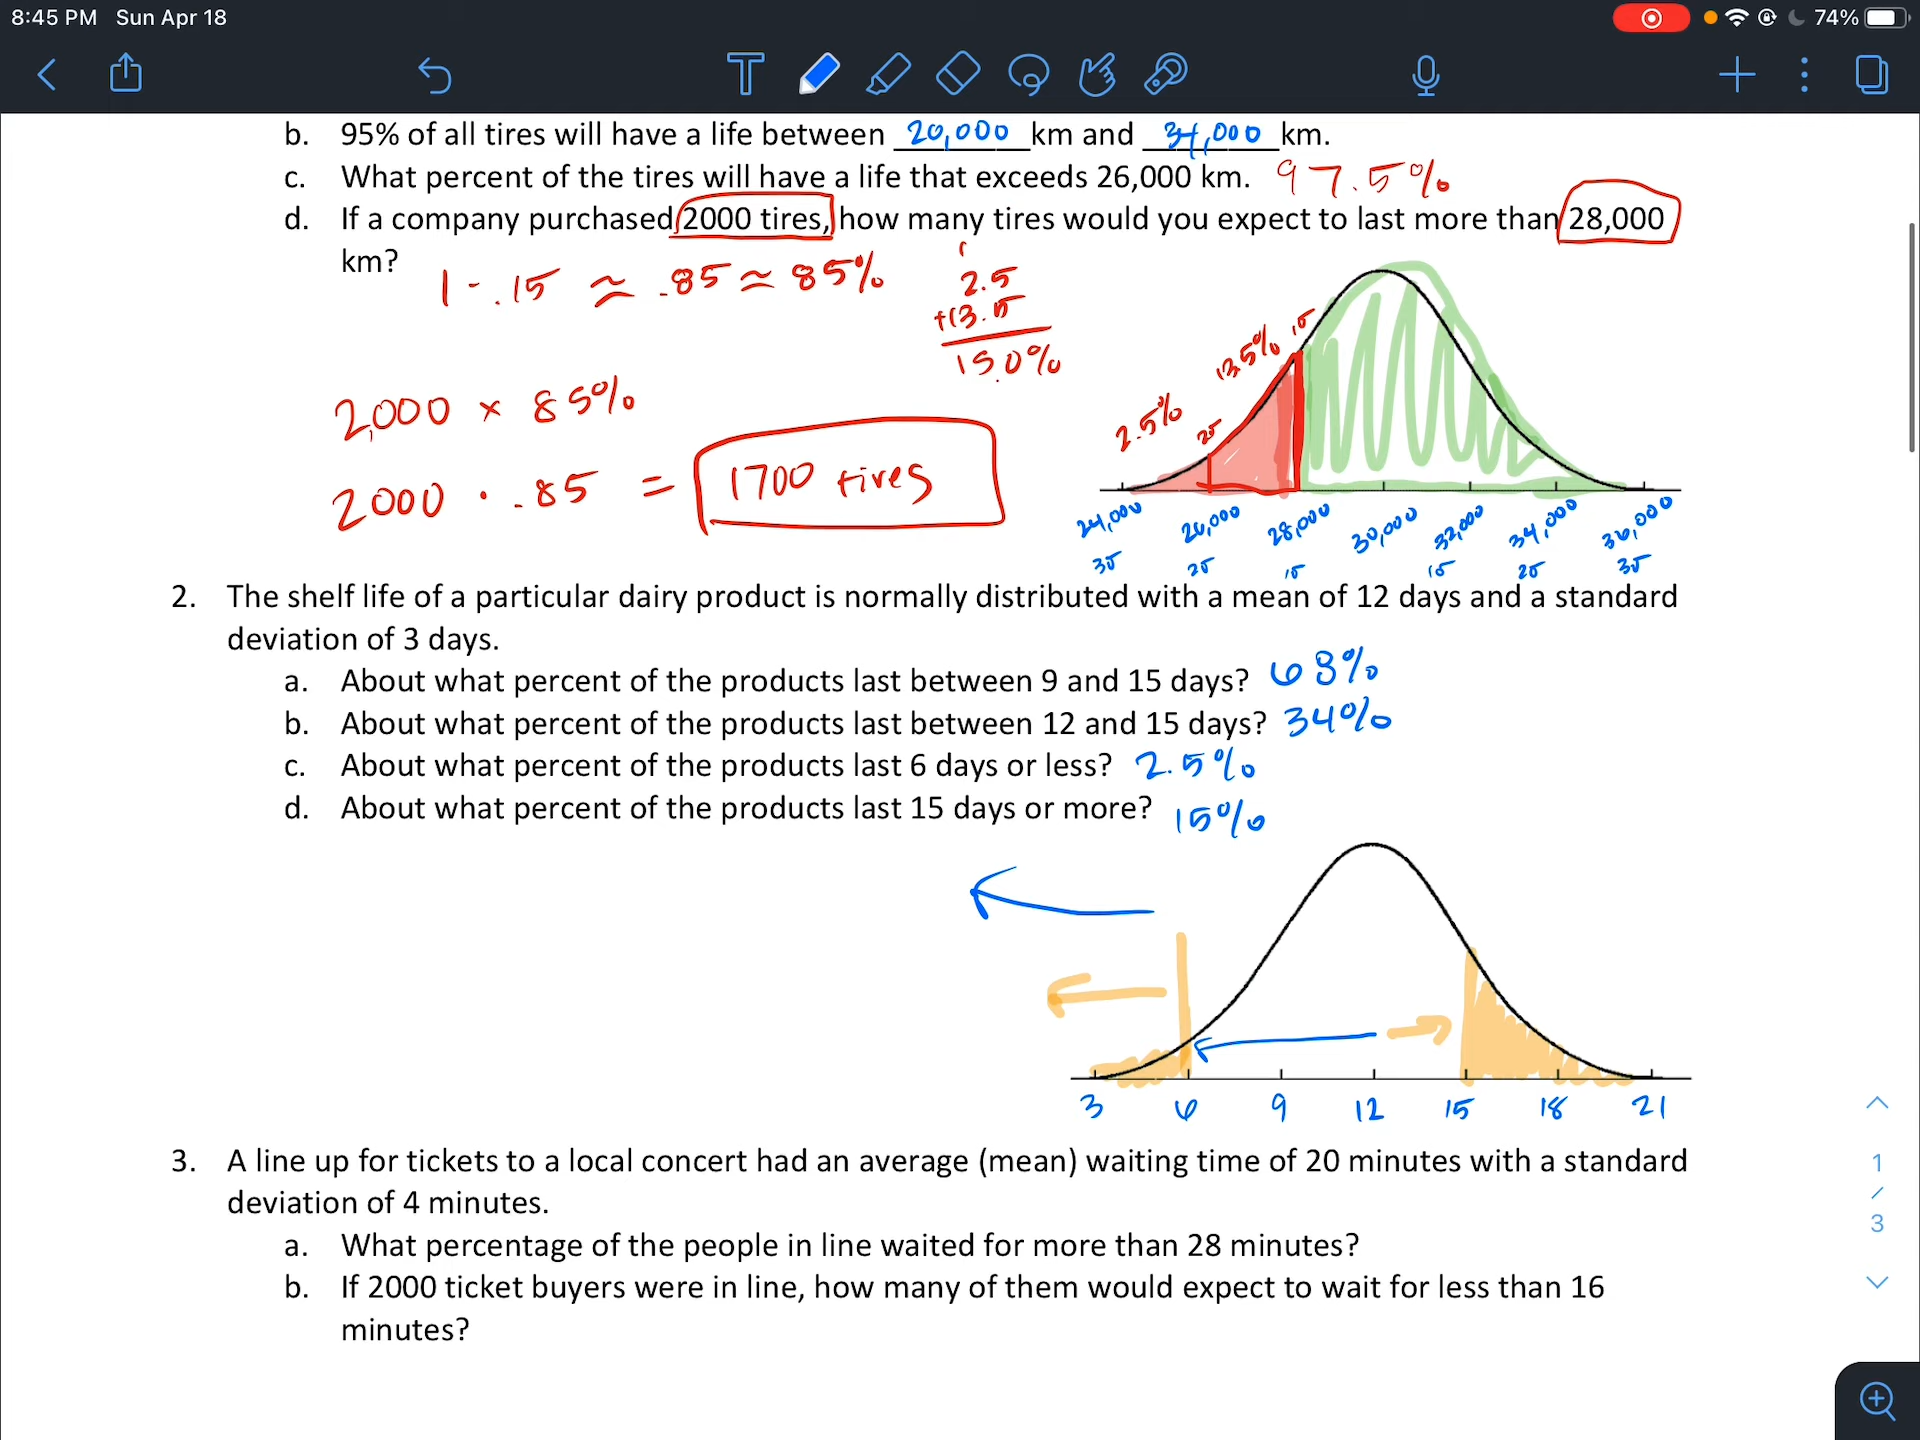 8:45 PM Sun Apr 18 74%
b. 95% of all tires will have a life between 26,000 km and 34,000 km.
c. What percent of the tires will have a life that exceeds 26,000 km. 97.5%
d. If a company purchased 2000 tires, how many tires would you expect to last more than 28,000
km?
1 - .15 ≈ .85 ≈ 85%
1
2.5
+13.5
15.0%
2,000 × 85%
2000 · .85 = 1700 tires
2.5% 2σ 13.5% 1σ
24,000 26,000 28,000 30,000 32,000 34,000 36,000
3σ 2σ 1σ 1σ 2σ 3σ
2. The shelf life of a particular dairy product is normally distributed with a mean of 12 days and a standard
deviation of 3 days.
a. About what percent of the products last between 9 and 15 days? 68%
b. About what percent of the products last between 12 and 15 days? 34%
c. About what percent of the products last 6 days or less? 2.5%
d. About what percent of the products last 15 days or more? 15%
3 6 9 12 15 18 21
3. A line up for tickets to a local concert had an average (mean) waiting time of 20 minutes with a standard
deviation of 4 minutes.
a. What percentage of the people in line waited for more than 28 minutes?
b. If 2000 ticket buyers were in line, how many of them would expect to wait for less than 16
minutes?
1
/
3